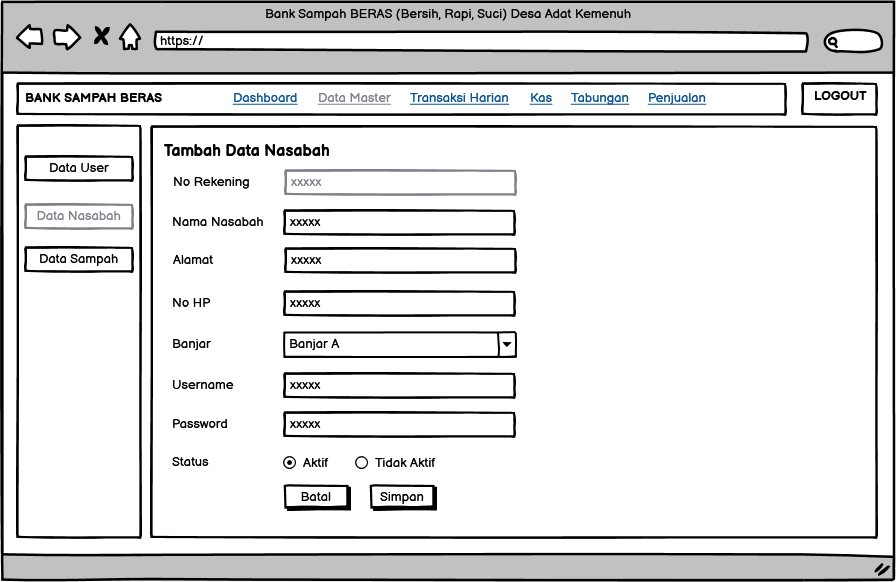 Bank Sampah BERAS (Bersih, Rapi, Suci) Desa Adat Kemenuh
https://
BANK SAMPAH BERAS Dashboard Data Master Transaksi Harian Kas Tabungan Penjualan LOGOUT
Data User
Data Nasabah
Data Sampah
Tambah Data Nasabah
No Rekening xxxxx
Nama Nasabah xxxxx
Alamat xxxxx
No HP xxxxx
Banjar Banjar A
Username xxxxx
Password xxxxx
Status Aktif Tidak Aktif
Batal Simpan